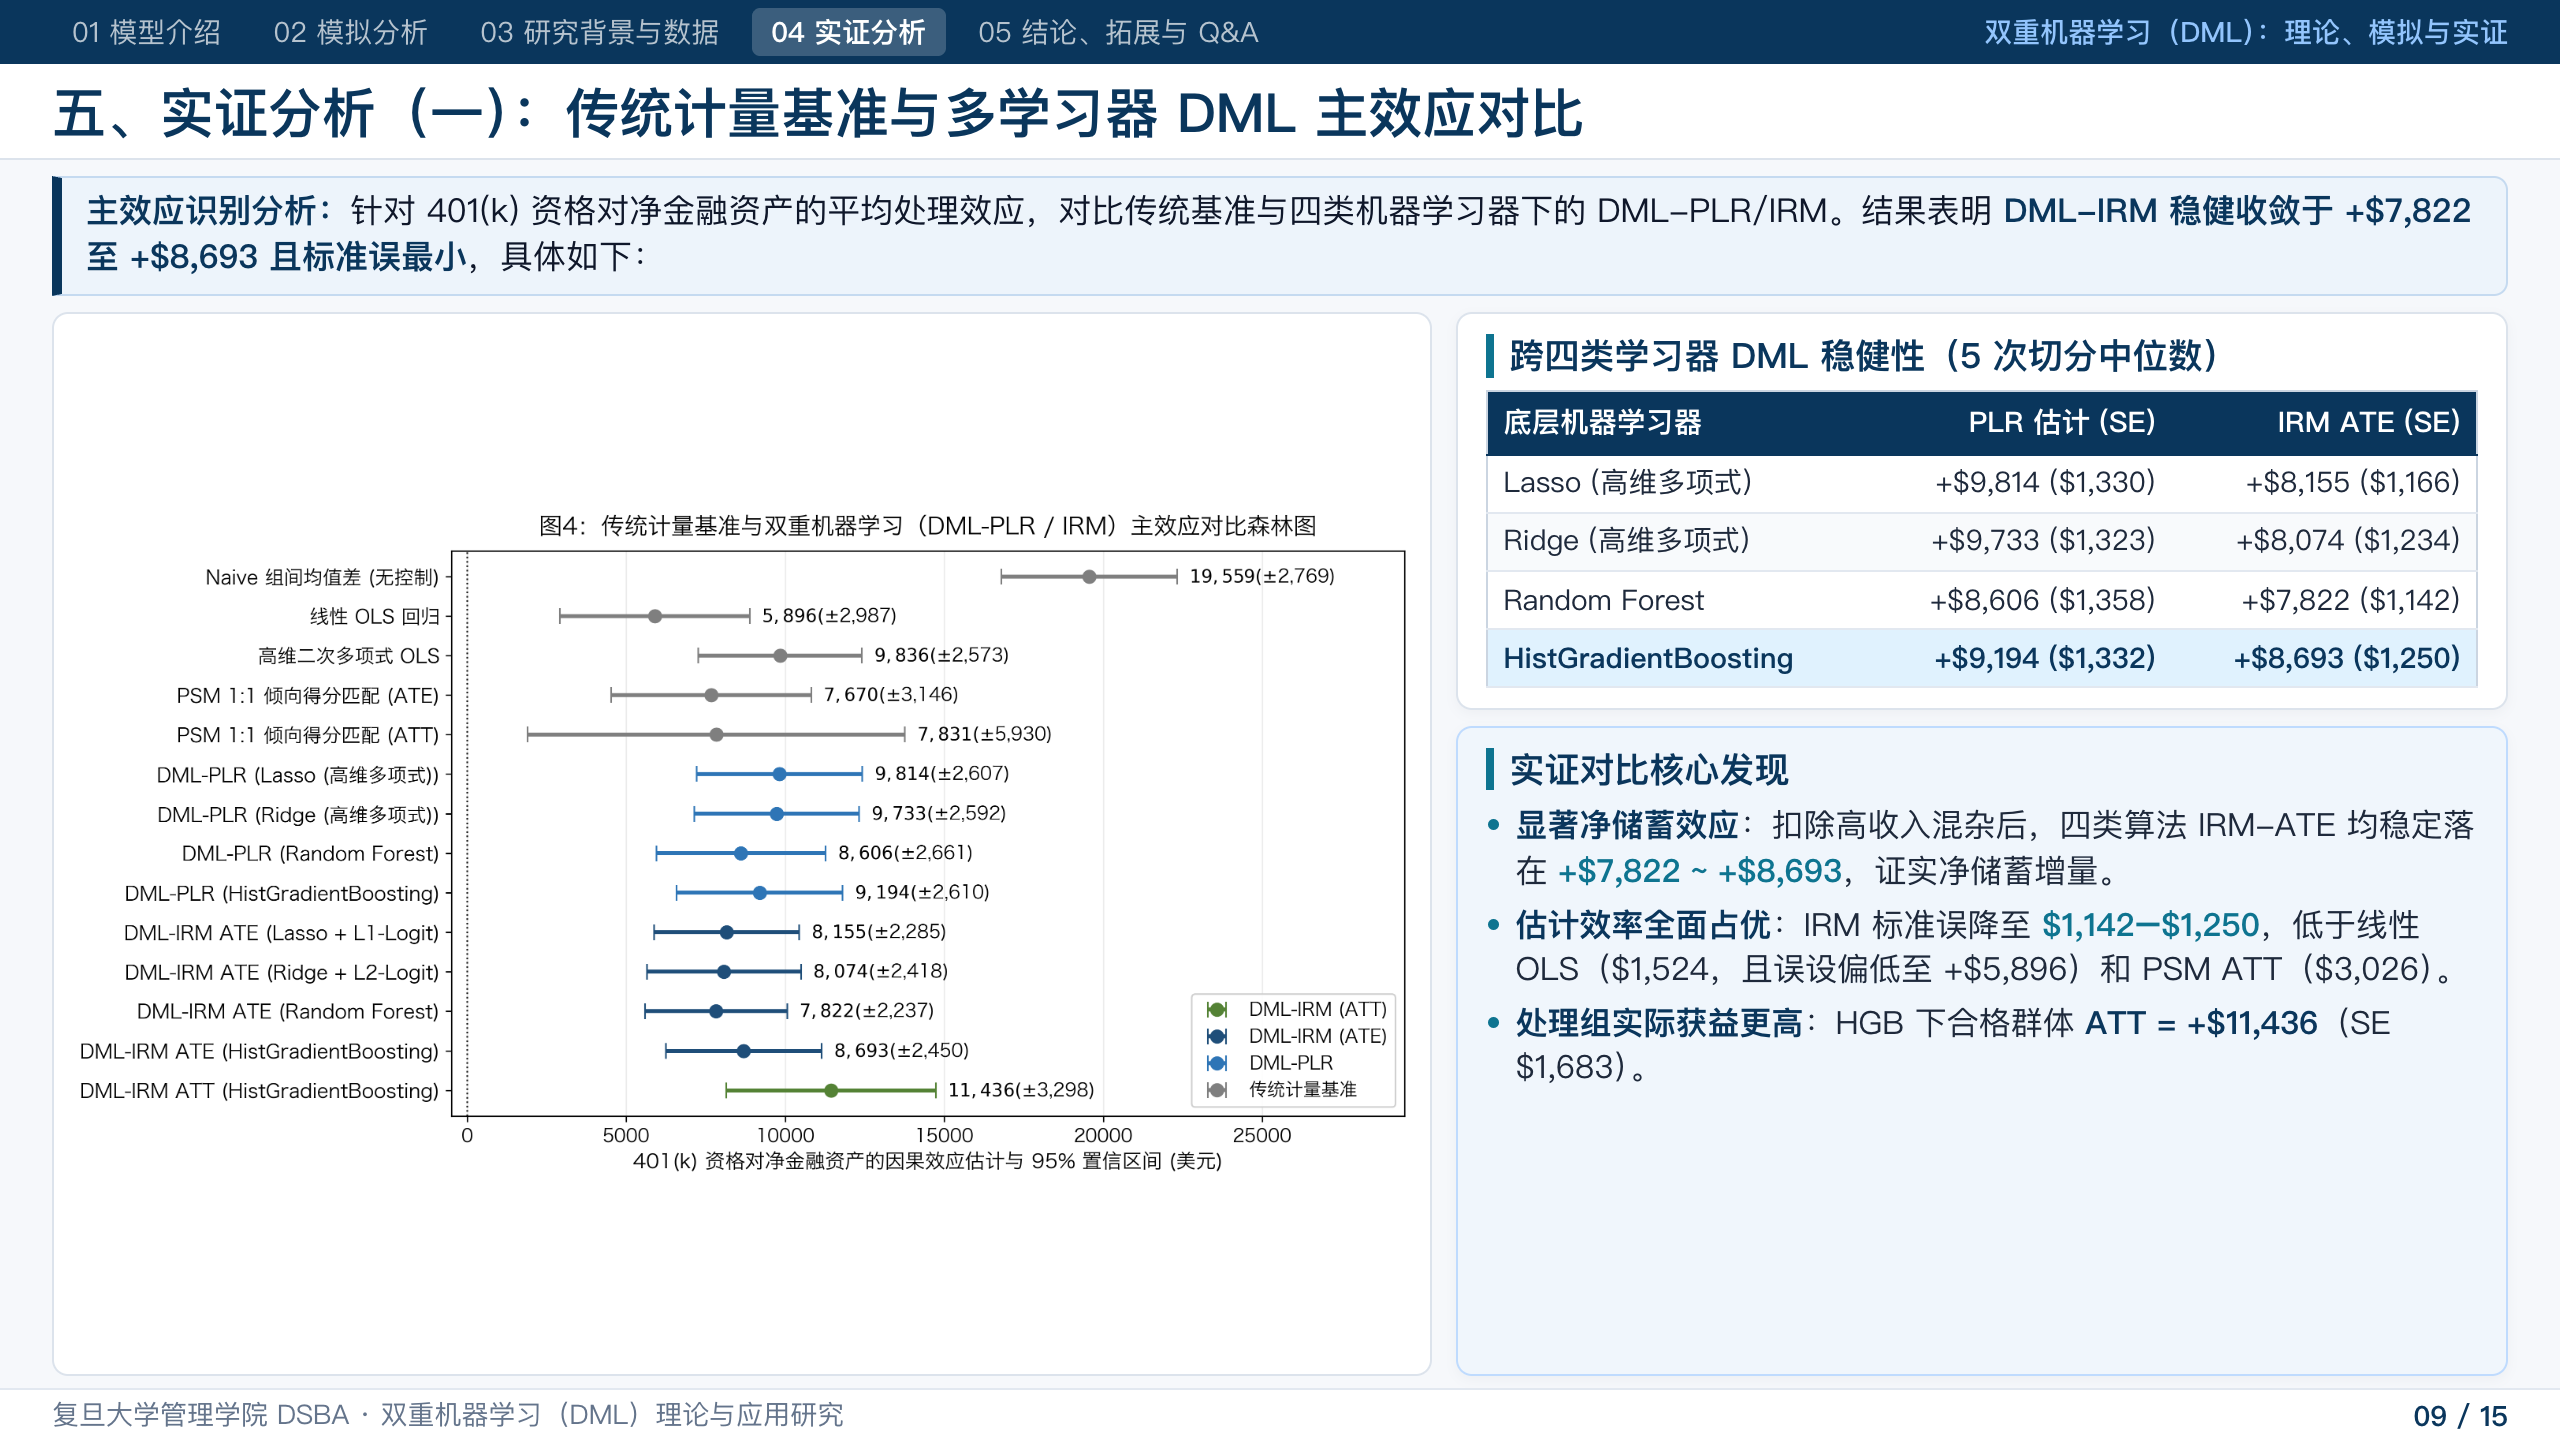 01 模型介绍 02 模拟分析 03 研究背景与数据 04 实证分析 05 结论、拓展与 Q&A 双重机器学习（DML）：理论、模拟与实证
五、实证分析（一）：传统计量基准与多学习器 DML 主效应对比
主效应识别分析：针对 401(k) 资格对净金融资产的平均处理效应，对比传统基准与四类机器学习器下的 DML-PLR/IRM。结果表明 DML-IRM 稳健收敛于 +$7,822
至 +$8,693 且标准误最小，具体如下：
图4：传统计量基准与双重机器学习（DML-PLR / IRM）主效应对比森林图
Naive 组间均值差 (无控制) 19,559(±2,769)
线性 OLS 回归 5,896(±2,987)
高维二次多项式 OLS 9,836(±2,573)
PSM 1:1 倾向得分匹配 (ATE) 7,670(±3,146)
PSM 1:1 倾向得分匹配 (ATT) 7,831(±5,930)
DML-PLR (Lasso (高维多项式)) 9,814(±2,607)
DML-PLR (Ridge (高维多项式)) 9,733(±2,592)
DML-PLR (Random Forest) 8,606(±2,661)
DML-PLR (HistGradientBoosting) 9,194(±2,610)
DML-IRM ATE (Lasso + L1-Logit) 8,155(±2,285)
DML-IRM ATE (Ridge + L2-Logit) 8,074(±2,418)
DML-IRM ATE (Random Forest) 7,822(±2,237)
DML-IRM ATE (HistGradientBoosting) 8,693(±2,450)
DML-IRM ATT (HistGradientBoosting) 11,436(±3,298)
DML-IRM (ATT)
DML-IRM (ATE)
DML-PLR
传统计量基准
0 5000 10000 15000 20000 25000
401(k) 资格对净金融资产的因果效应估计与 95% 置信区间 (美元)
跨四类学习器 DML 稳健性（5 次切分中位数）
底层机器学习器 PLR 估计 (SE) IRM ATE (SE)
Lasso (高维多项式) +$9,814 ($1,330) +$8,155 ($1,166)
Ridge (高维多项式) +$9,733 ($1,323) +$8,074 ($1,234)
Random Forest +$8,606 ($1,358) +$7,822 ($1,142)
HistGradientBoosting +$9,194 ($1,332) +$8,693 ($1,250)
实证对比核心发现
• 显著净储蓄效应：扣除高收入混杂后，四类算法 IRM-ATE 均稳定落
在 +$7,822 ~ +$8,693，证实净储蓄增量。
• 估计效率全面占优：IRM 标准误降至 $1,142—$1,250，低于线性
OLS（$1,524，且误设偏低至 +$5,896）和 PSM ATT（$3,026）。
• 处理组实际获益更高：HGB 下合格群体 ATT = +$11,436（SE
$1,683）。
复旦大学管理学院 DSBA · 双重机器学习（DML）理论与应用研究 09 / 15